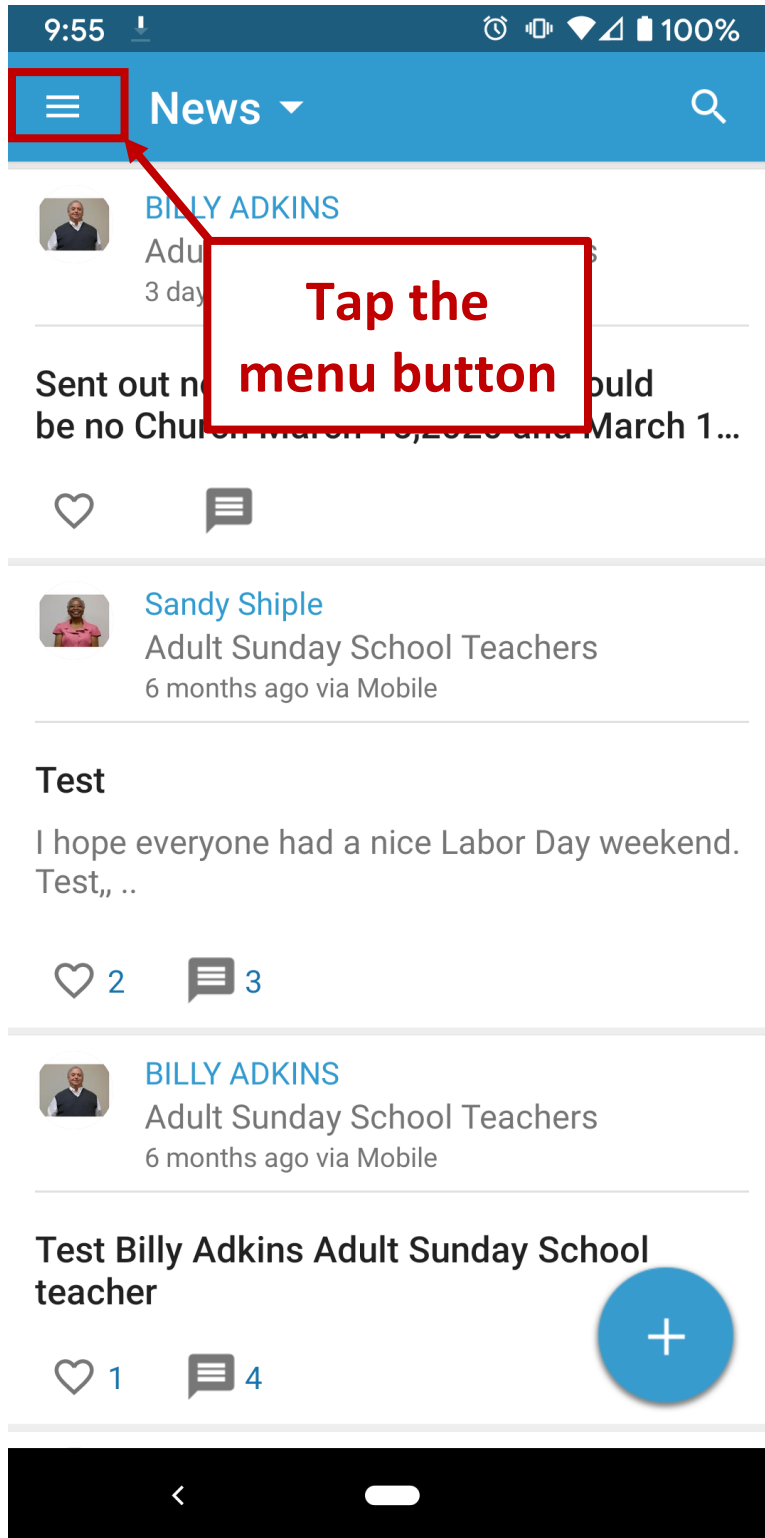 9:55 100%
News
BILLY ADKINS
Adu s
3 day
Tap the
menu button
Sent out ould
be no March 1...
Sandy Shiple
Adult Sunday School Teachers
6 months ago via Mobile
Test
I hope everyone had a nice Labor Day weekend.
Test,, ..
2 3
BILLY ADKINS
Adult Sunday School Teachers
6 months ago via Mobile
Test Billy Adkins Adult Sunday School
teacher
1 4